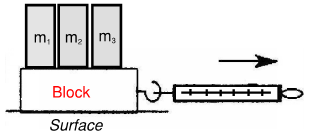 m₁ m₂ m₃
Block
Surface